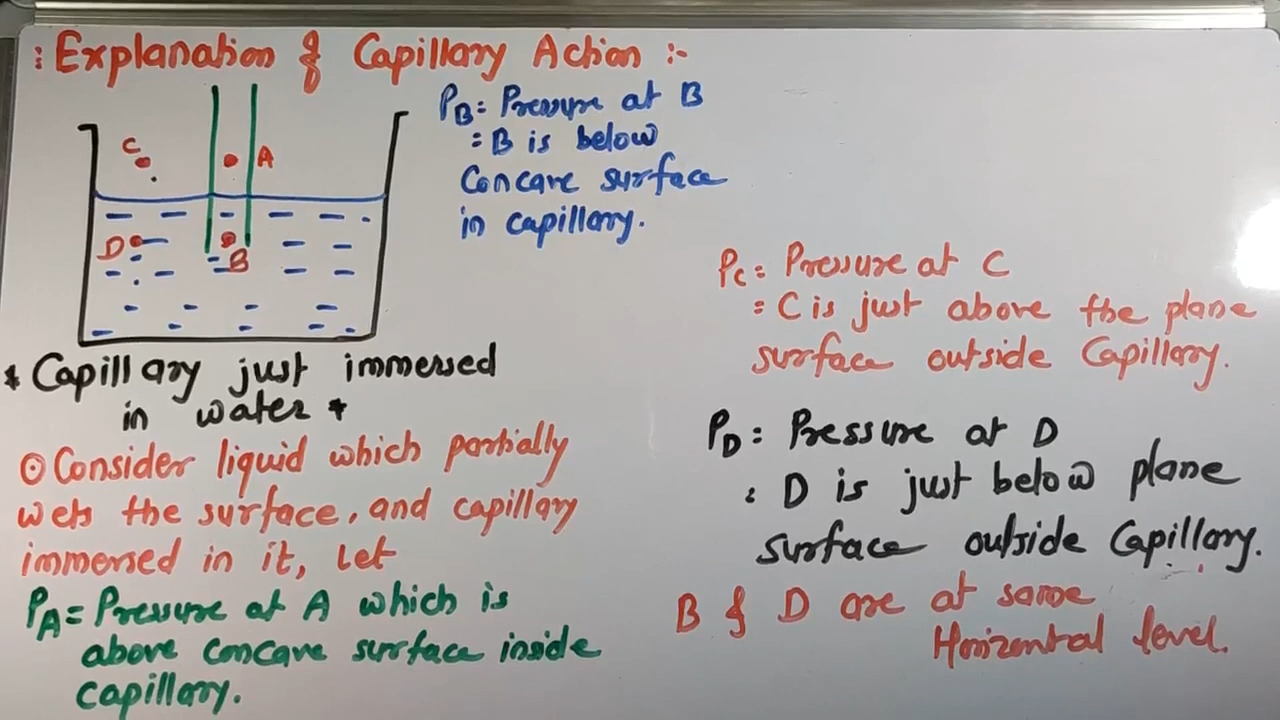 : Explanation of Capillary Action :-
C
A
D
B
* Capillary just immersed
in water *
⊙ Consider liquid which partially
wets the surface, and capillary
immersed in it, Let
PA = Pressure at A which is
above concave surface inside
capillary.
PB = Pressure at B
= B is below
Concave surface
in capillary.
PC = Pressure at C
= C is just above the plane
surface outside Capillary.
PD = Pressure at D
: D is just below plane
surface outside Capillary.
B & D are at same
Horizontal level.